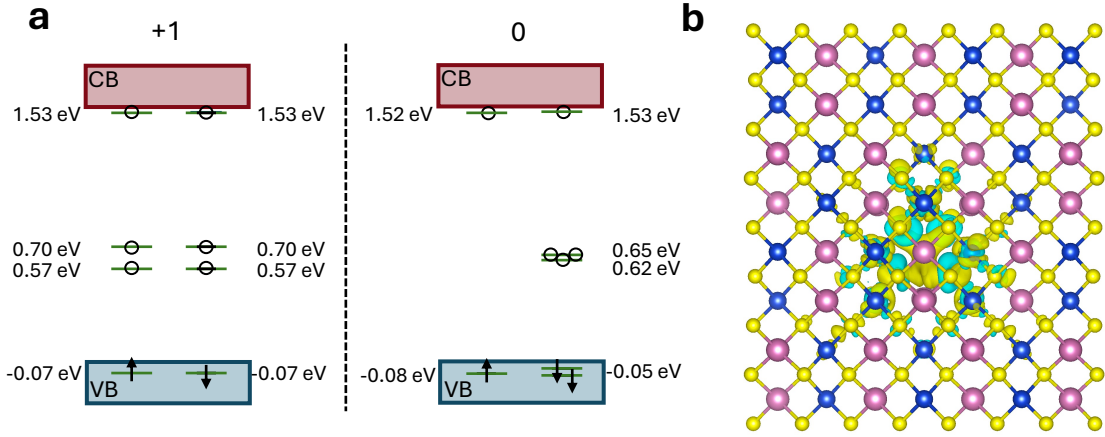 a
+1
0
b
CB
CB
1.53 eV
1.53 eV
1.52 eV
1.53 eV
0.70 eV
0.70 eV
0.65 eV
0.57 eV
0.57 eV
0.62 eV
-0.07 eV
-0.07 eV
-0.08 eV
-0.05 eV
VB
VB